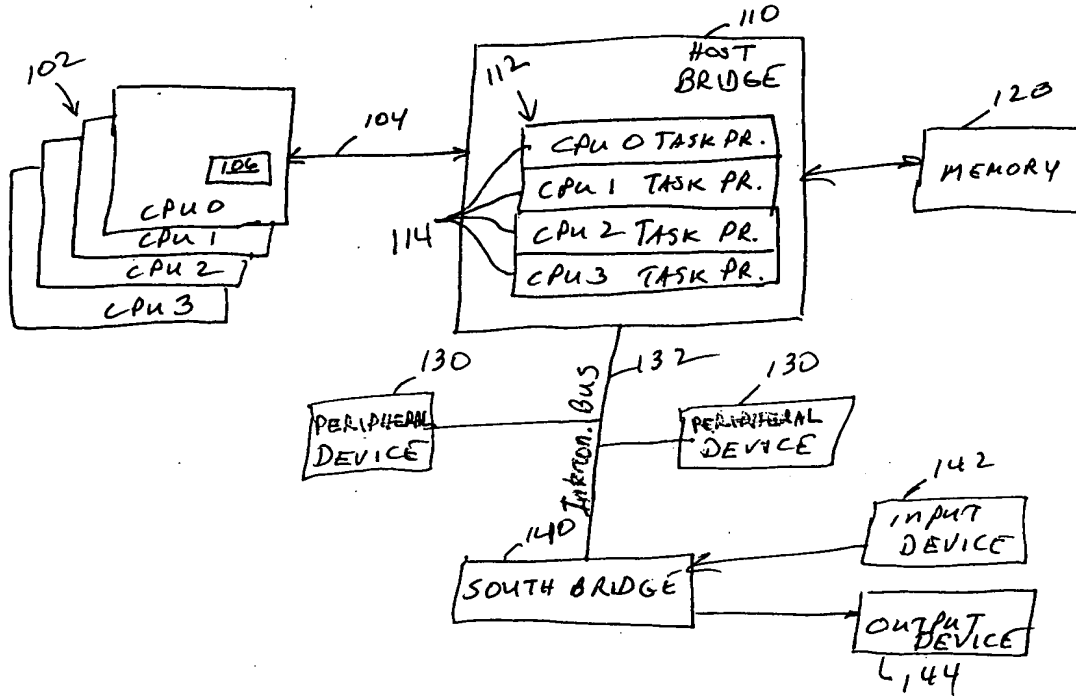 110
HOST
BRIDGE
102
112
104
120
CPU 0 TASK PR.
CPU 1 TASK PR.
CPU 2 TASK PR.
CPU 3 TASK PR.
MEMORY
106
CPU 0
CPU 1
CPU 2
CPU 3
114
132
130
130
PERIPHERAL
DEVICE
Bus
PERIPHERAL
DEVICE
142
140
INPUT
DEVICE
SOUTH BRIDGE
OUTPUT
DEVICE
144